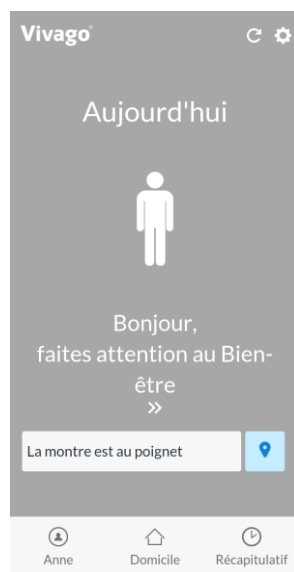 Vivago®
Aujourd'hui
Bonjour,
faites attention au Bien-
être
La montre est au poignet
Anne
Domicile
Récapitulatif